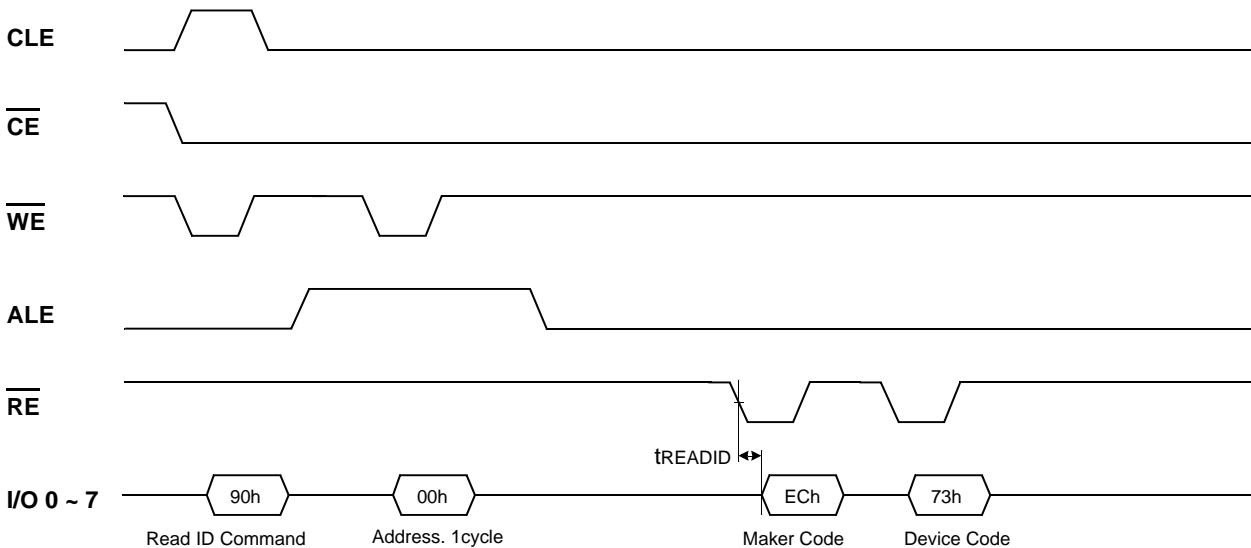 CLE
CE
WE
ALE
RE
tREADID
I/O 0 ~ 7
90h
00h
ECh
73h
Read ID Command
Address. 1cycle
Maker Code
Device Code